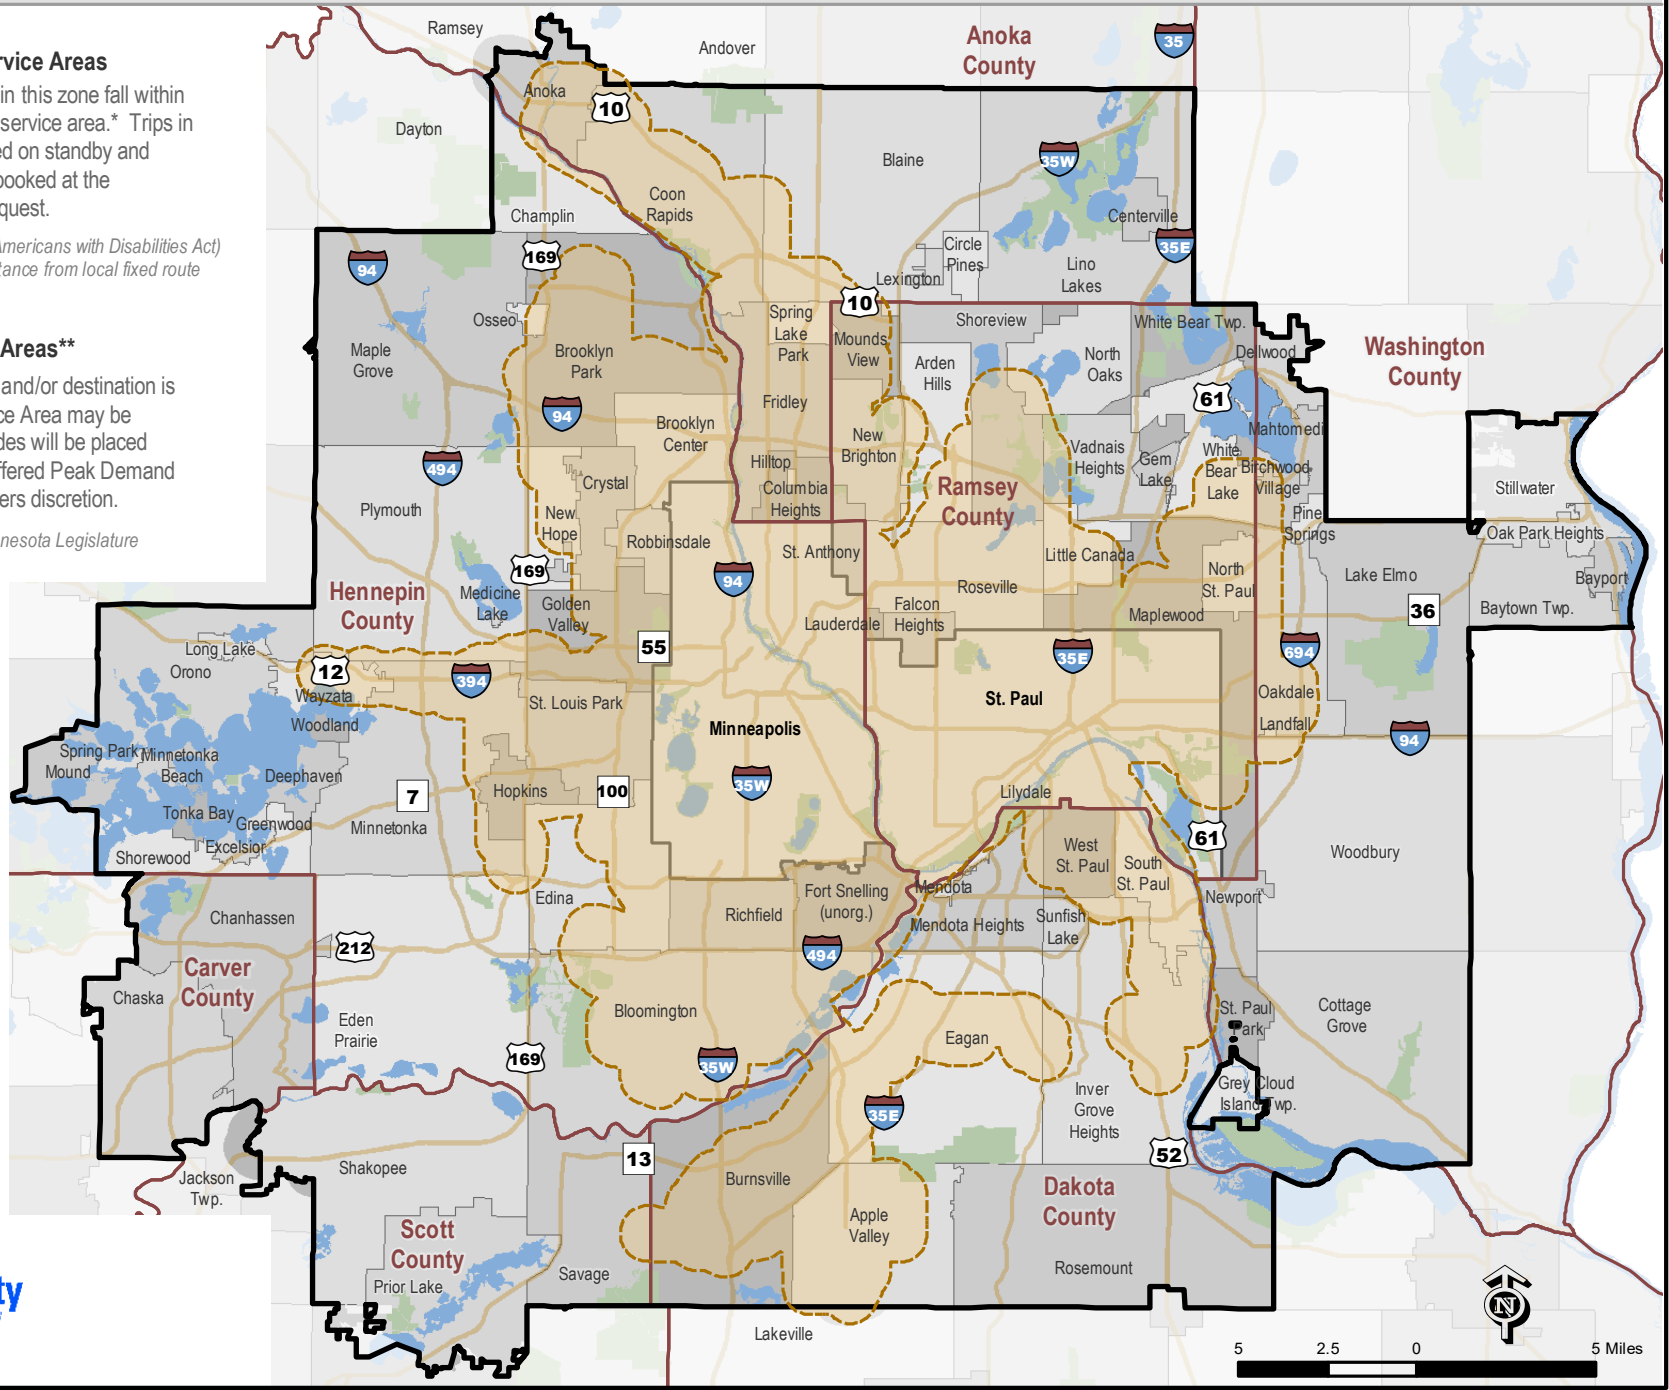 rvice Areas
in this zone fall within
service area.* Trips in
ed on standby and
booked at the
quest.
Americans with Disabilities Act)
tance from local fixed route
Areas**
and/or destination is
ce Area may be
des will be placed
ffered Peak Demand
ers discretion.
nnesota Legislature
ty
Ramsey
Andover
Anoka
County
35
Anoka
10
Dayton
Blaine
35W
Coon
Rapids
Champlin
Centerville
169
94
Circle
Pines
35E
Lexington
Lino
Lakes
10
Osseo
Spring
Lake
Park
Shoreview
White Bear Twp.
Mounds
View
Maple
Grove
Brooklyn
Park
Arden
Hills
North
Oaks
Dellwood
Washington
County
94
Fridley
61
Brooklyn
Center
New
Brighton
Mahtomedi
Vadnais
Heights
Gem
Lake
White
Bear
Lake
Birchwood
Village
494
Hilltop
Crystal
Columbia
Heights
Ramsey
County
Stillwater
Plymouth
New
Hope
Pine
Springs
Robbinsdale
St. Anthony
Little Canada
Oak Park Heights
169
94
Hennepin
County
Medicine
Lake
Golden
Valley
Roseville
North
St. Paul
Lake Elmo
Bayport
Falcon
Heights
Maplewood
36
Baytown Twp.
Lauderdale
55
Long Lake
Orono
12
394
35E
694
Wayzata
St. Louis Park
St. Paul
Oakdale
Woodland
Minneapolis
Landfall
94
Spring Park
Mound
Minnetonka
Beach
Deephaven
35W
7
Hopkins
100
Lilydale
Tonka Bay
Greenwood
Minnetonka
61
Excelsior
Shorewood
West
St. Paul
South
St. Paul
Woodbury
Edina
Fort Snelling
(unorg.)
Mendota
Newport
Chanhassen
Richfield
Mendota Heights
Sunfish
Lake
212
494
Carver
County
Chaska
Bloomington
St. Paul
Park
Cottage
Grove
Eden
Prairie
Eagan
169
35W
Grey Cloud
Island Twp.
Inver
Grove
Heights
35E
13
52
Shakopee
Jackson
Twp.
Burnsville
Dakota
County
Apple
Valley
Scott
County
Prior Lake
Savage
Rosemount
Lakeville
N
5 2.5 0 5 Miles